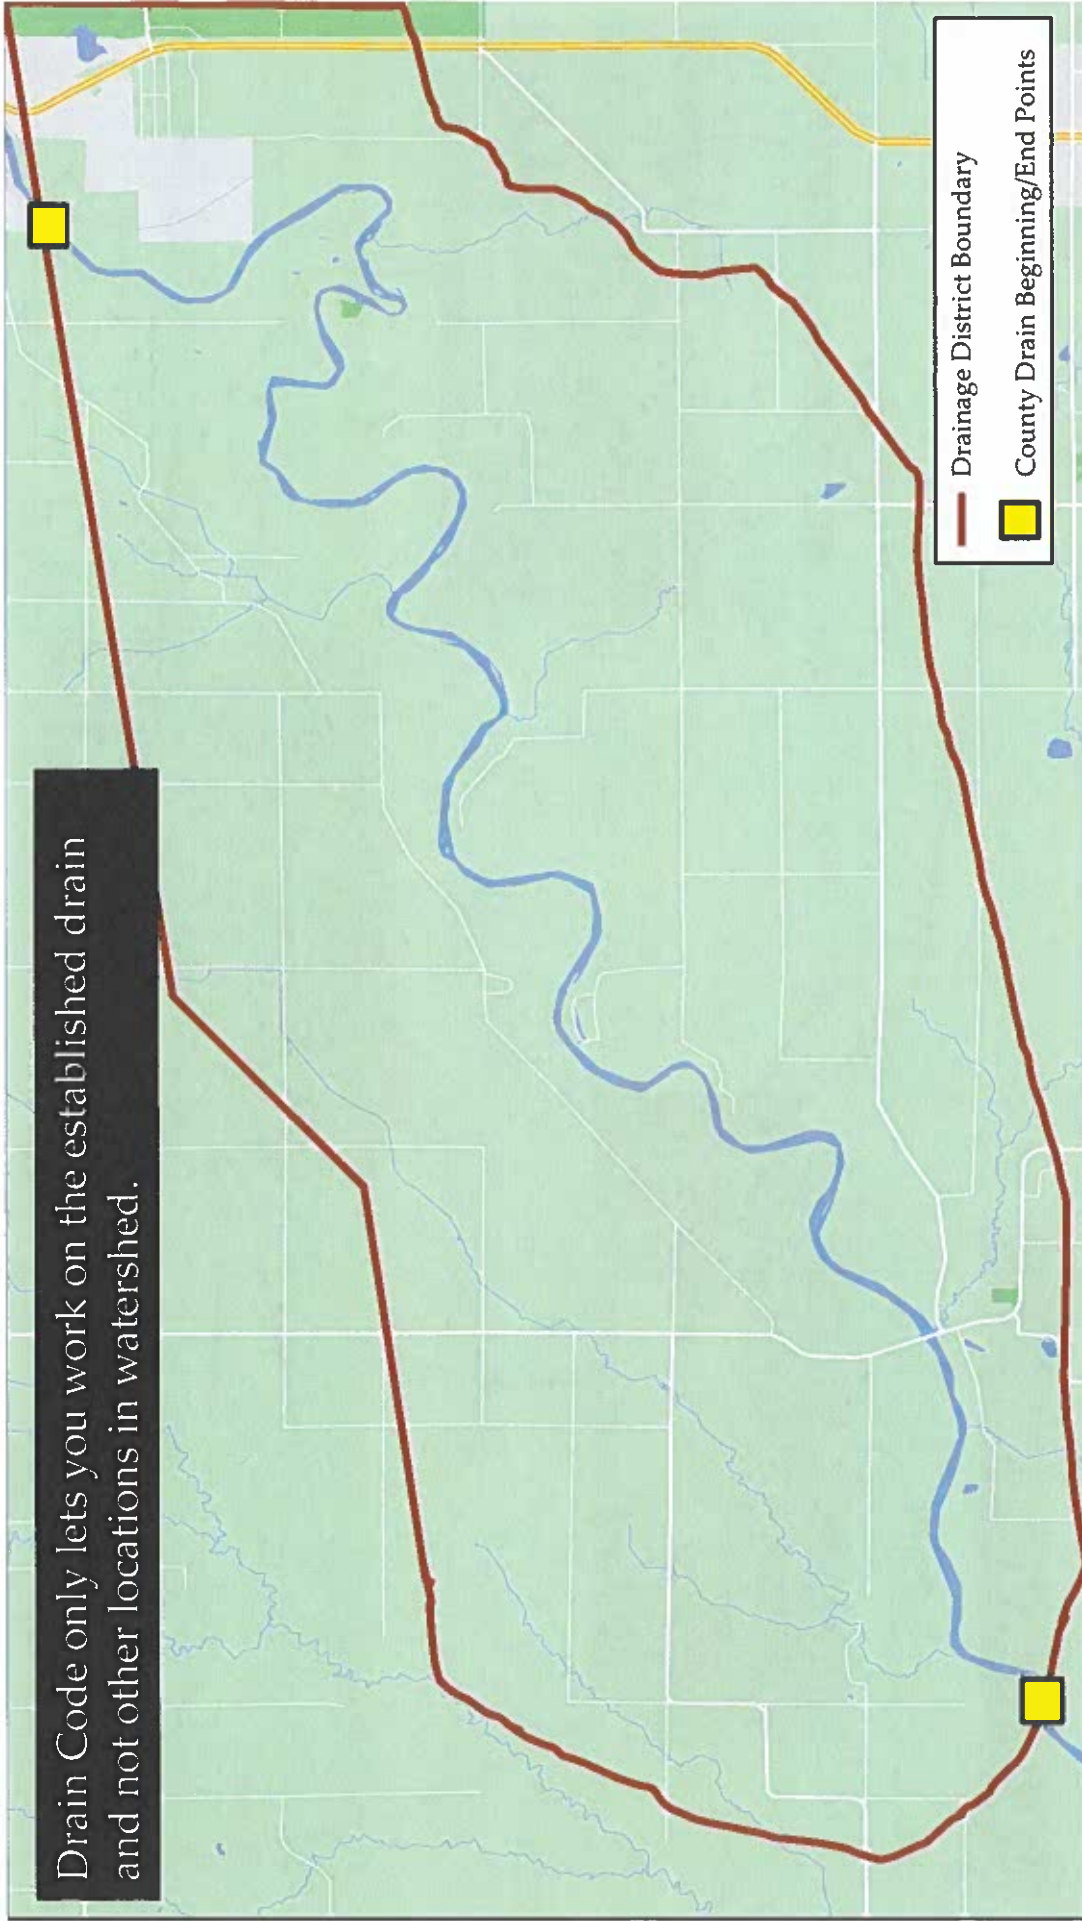 Drain Code only lets you work on the established drain
and not other locations in watershed.
Drainage District Boundary
County Drain Beginning/End Points